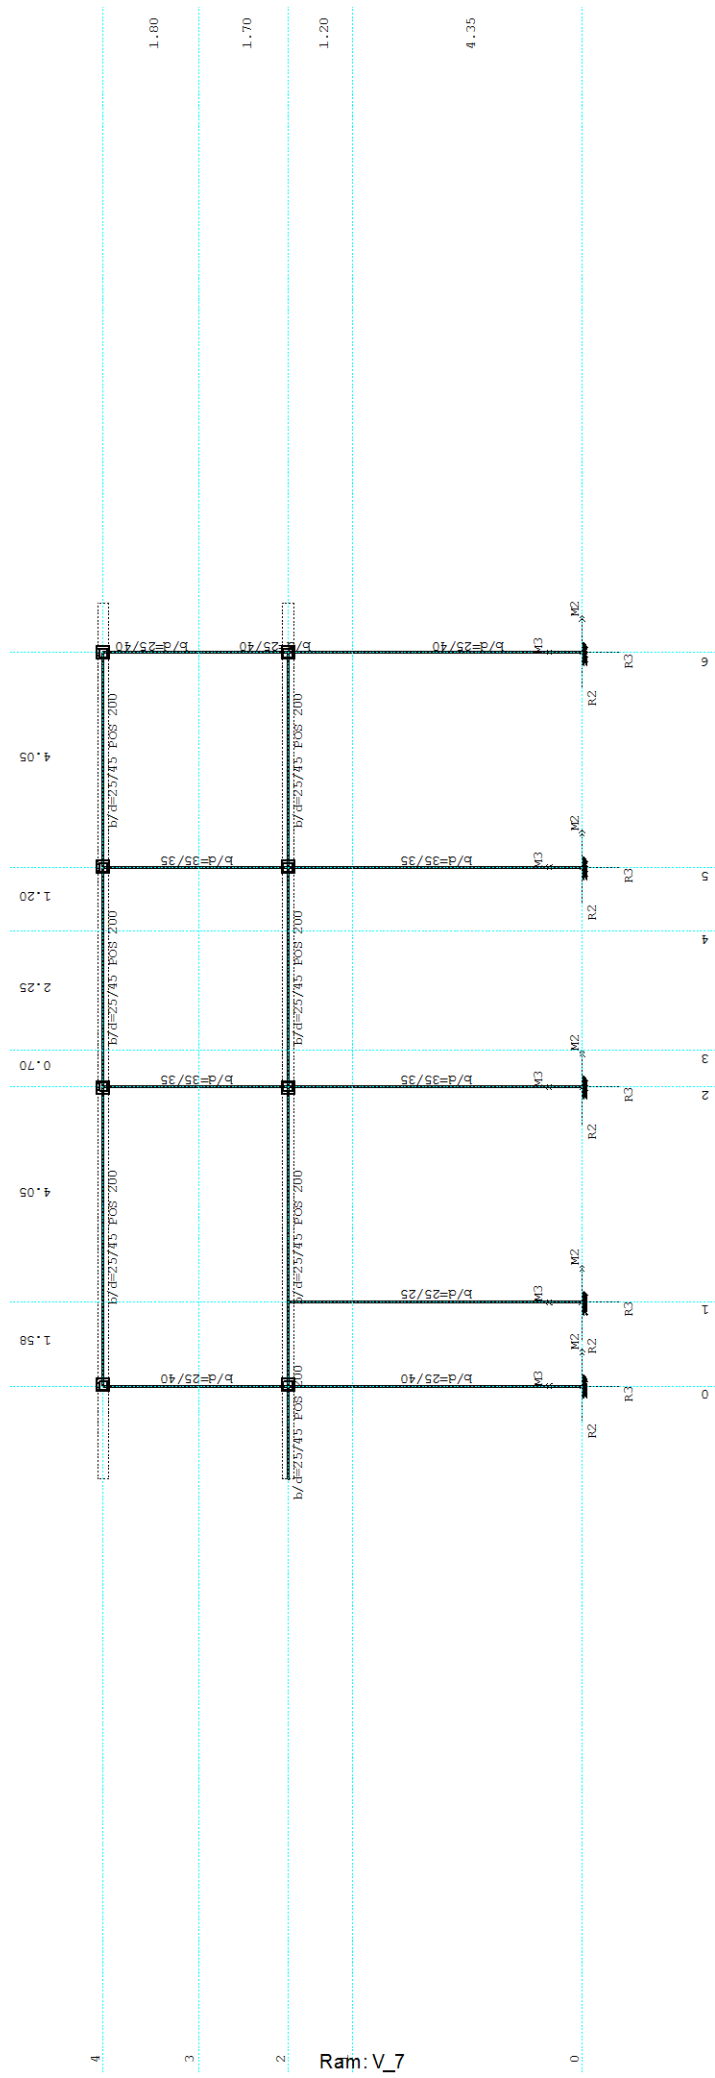 1.80
1.70
1.20
4.35
M2
b/d=25/40
b/d=25/40
b/d=25/40
M3
R3
6
R2
4.05
b/d=25/45 POS 200
b/d=25/45 POS 200
M2
b/d=35/35
b/d=35/35
M3
R3
5
1.20
R2
4
b/d=25/45 POS 200
b/d=25/45 POS 200
2.25
M2
3
0.70
b/d=35/35
b/d=35/35
M3
R3
2
R2
4.05
b/d=25/45 POS 200
b/d=25/45 POS 200
M2
b/d=25/25
M3
R3
1
1.58
M2
R2
b/d=25/40
b/d=25/40
M3
R3
0
R2
b/d=25/45 POS 200
4
3
2
0
Ram: V_7